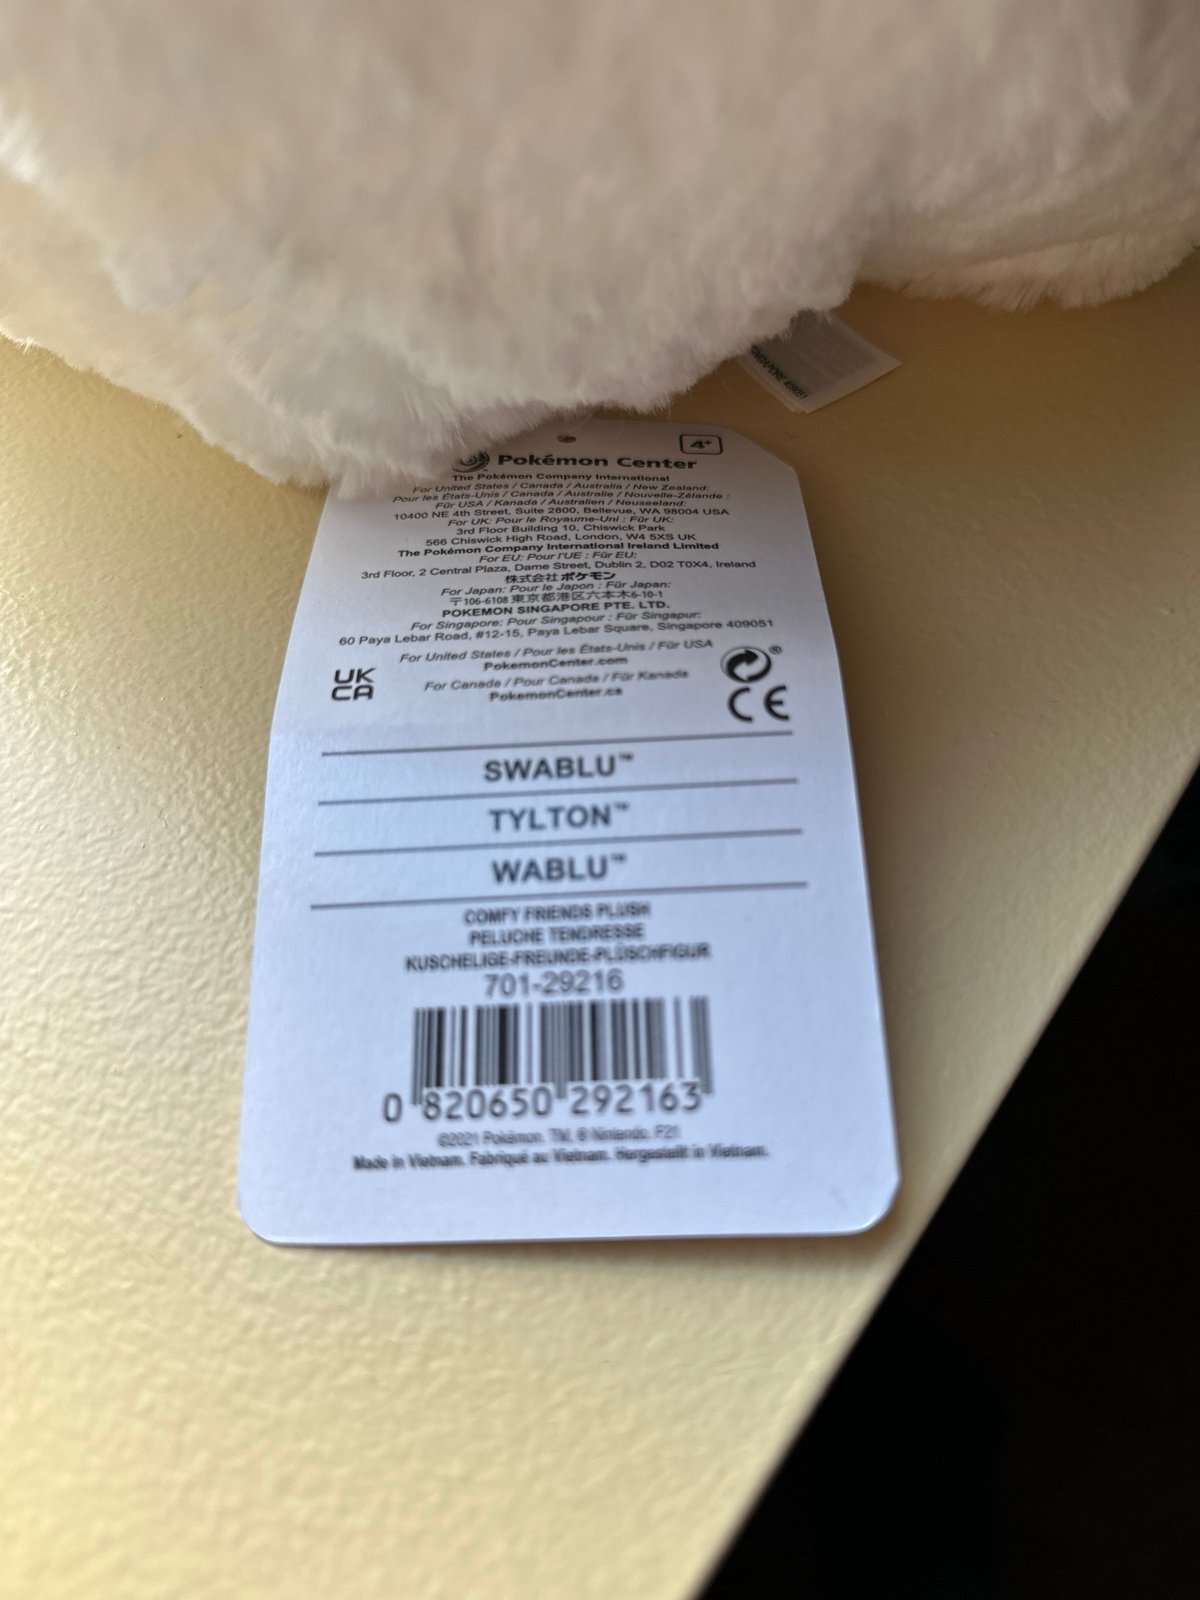 SINGAPORE 409051
4+
Pokémon Center
The Pokémon Company International
For United States / Canada / Australia / New Zealand:
Pour les États-Unis / Canada / Australie / Nouvelle-Zélande :
Für USA / Kanada / Australien / Neuseeland:
10400 NE 4th Street, Suite 2800, Bellevue, WA 98004 USA
For UK: Pour le Royaume-Uni : Für UK:
3rd Floor Building 10, Chiswick Park
566 Chiswick High Road, London, W4 5XS UK
The Pokémon Company International Ireland Limited
For EU: Pour l'UE : Für EU:
3rd Floor, 2 Central Plaza, Dame Street, Dublin 2, D02 T0X4, Ireland
株式会社 ポケモン
For Japan: Pour le Japon : Für Japan:
〒106-6108 東京都港区六本木6-10-1
POKEMON SINGAPORE PTE. LTD.
For Singapore: Pour Singapour : Für Singapur:
60 Paya Lebar Road, #12-15, Paya Lebar Square, Singapore 409051
For United States / Pour les États-Unis / Für USA
PokemonCenter.com
For Canada / Pour Canada / Für Kanada
PokemonCenter.ca
UK
CA
®
CE
SWABLU™
TYLTON™
WABLU™
COMFY FRIENDS PLUSH
PELUCHE TENDRESSE
KUSCHELIGE-FREUNDE-PLÜSCHFIGUR
701-29216
0 820650 292163
©2021 Pokémon. TM, ® Nintendo. F21
Made in Vietnam. Fabriqué au Vietnam. Hergestellt in Vietnam.